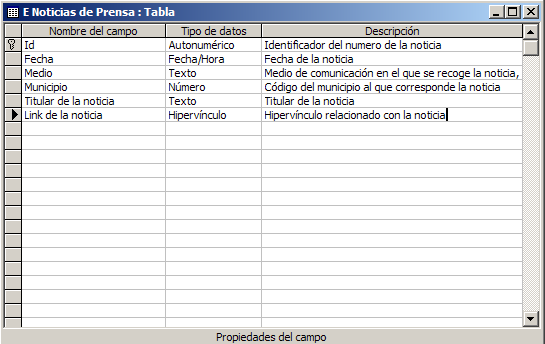 E Noticias de Prensa : Tabla
Nombre del campo Tipo de datos Descripción
Id Autonumérico Identificador del numero de la noticia
Fecha Fecha/Hora Fecha de la noticia
Medio Texto Medio de comunicación en el que se recoge la noticia,
Municipio Número Código del municipio al que corresponde la noticia
Titular de la noticia Texto Titular de la noticia
Link de la noticia Hipervínculo Hipervínculo relacionado con la noticia
Propiedades del campo